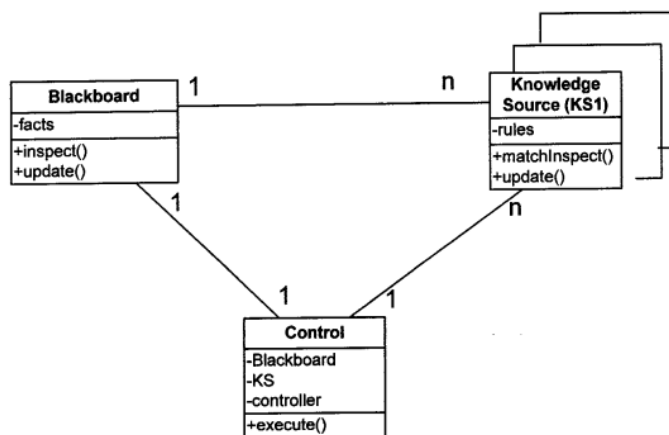 Blackboard
-facts
+inspect()
+update()
1
n
Knowledge
Source (KS1)
-rules
+matchInspect()
+update()
1
n
1
1
Control
-Blackboard
-KS
-controller
+execute()